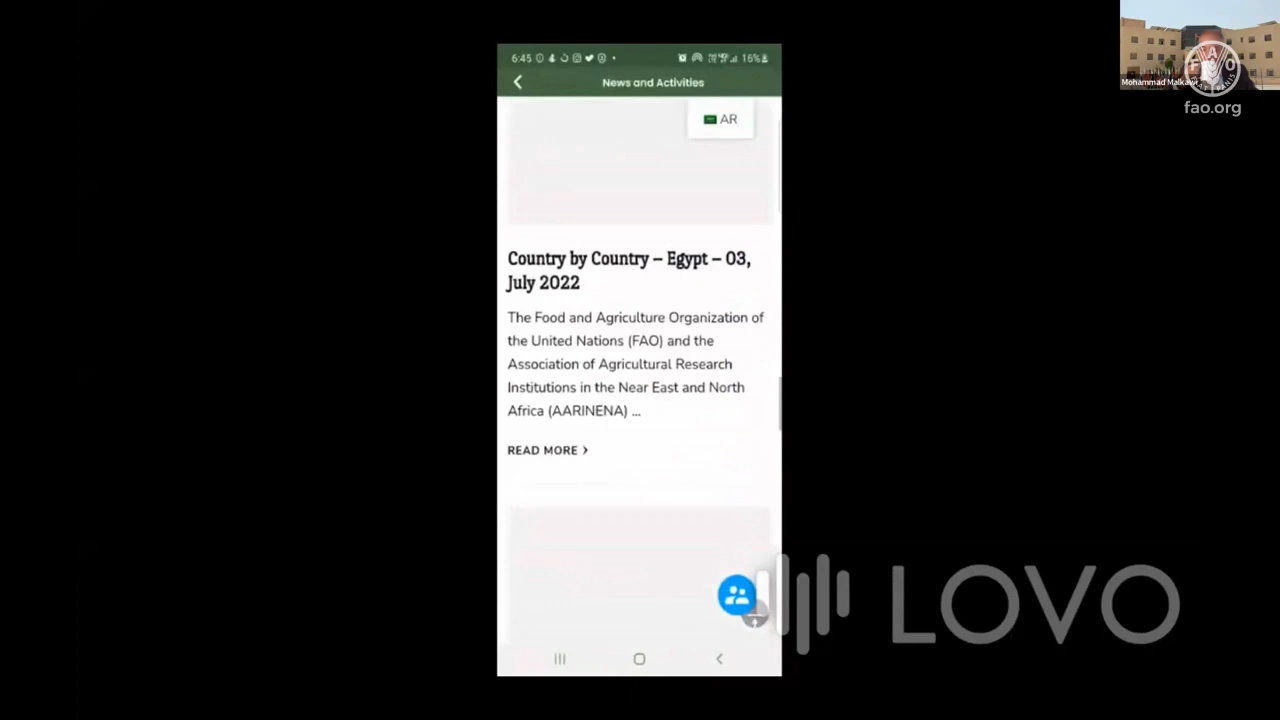 6:45
16%
News and Activities
AR
Country by Country – Egypt – 03,
July 2022
The Food and Agriculture Organization of
the United Nations (FAO) and the
Association of Agricultural Research
Institutions in the Near East and North
Africa (AARINENA) ...
READ MORE
Mohammad Malkawi
fao.org
LOVO